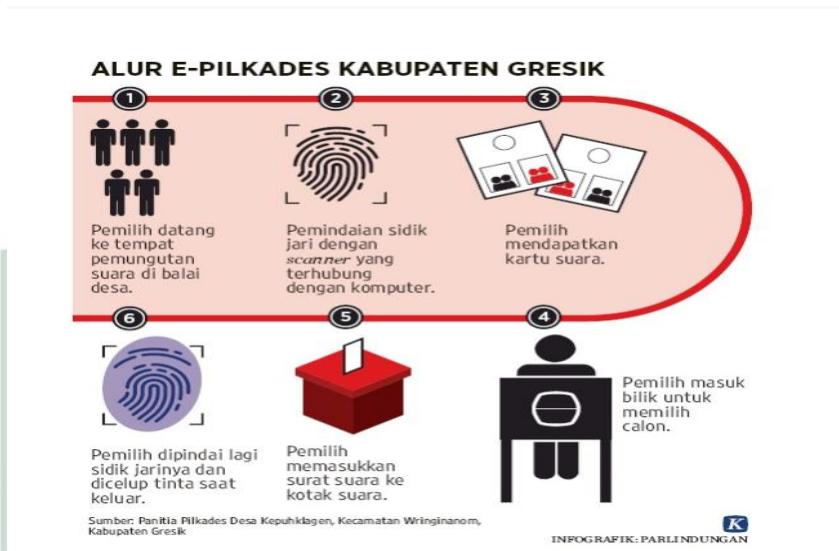 ALUR E-PILKADES KABUPATEN GRESIK
1
2
3
Pemilih datang
ke tempat
pemungutan
suara di balai
desa.
Pemindaian sidik
jari dengan
scanner yang
terhubung
dengan komputer.
Pemilih
mendapatkan
kartu suara.
4
Pemilih masuk
bilik untuk
memilih
calon.
5
Pemilih
memasukkan
surat suara ke
kotak suara.
6
Pemilih dipindai lagi
sidik jarinya dan
dicelup tinta saat
keluar.
Sumber: Panitia Pilkades Desa Kepuhklagen, Kecamatan Wringinanom,
Kabupaten Gresik
K
INFOGRAFIK: PARLINDUNGAN